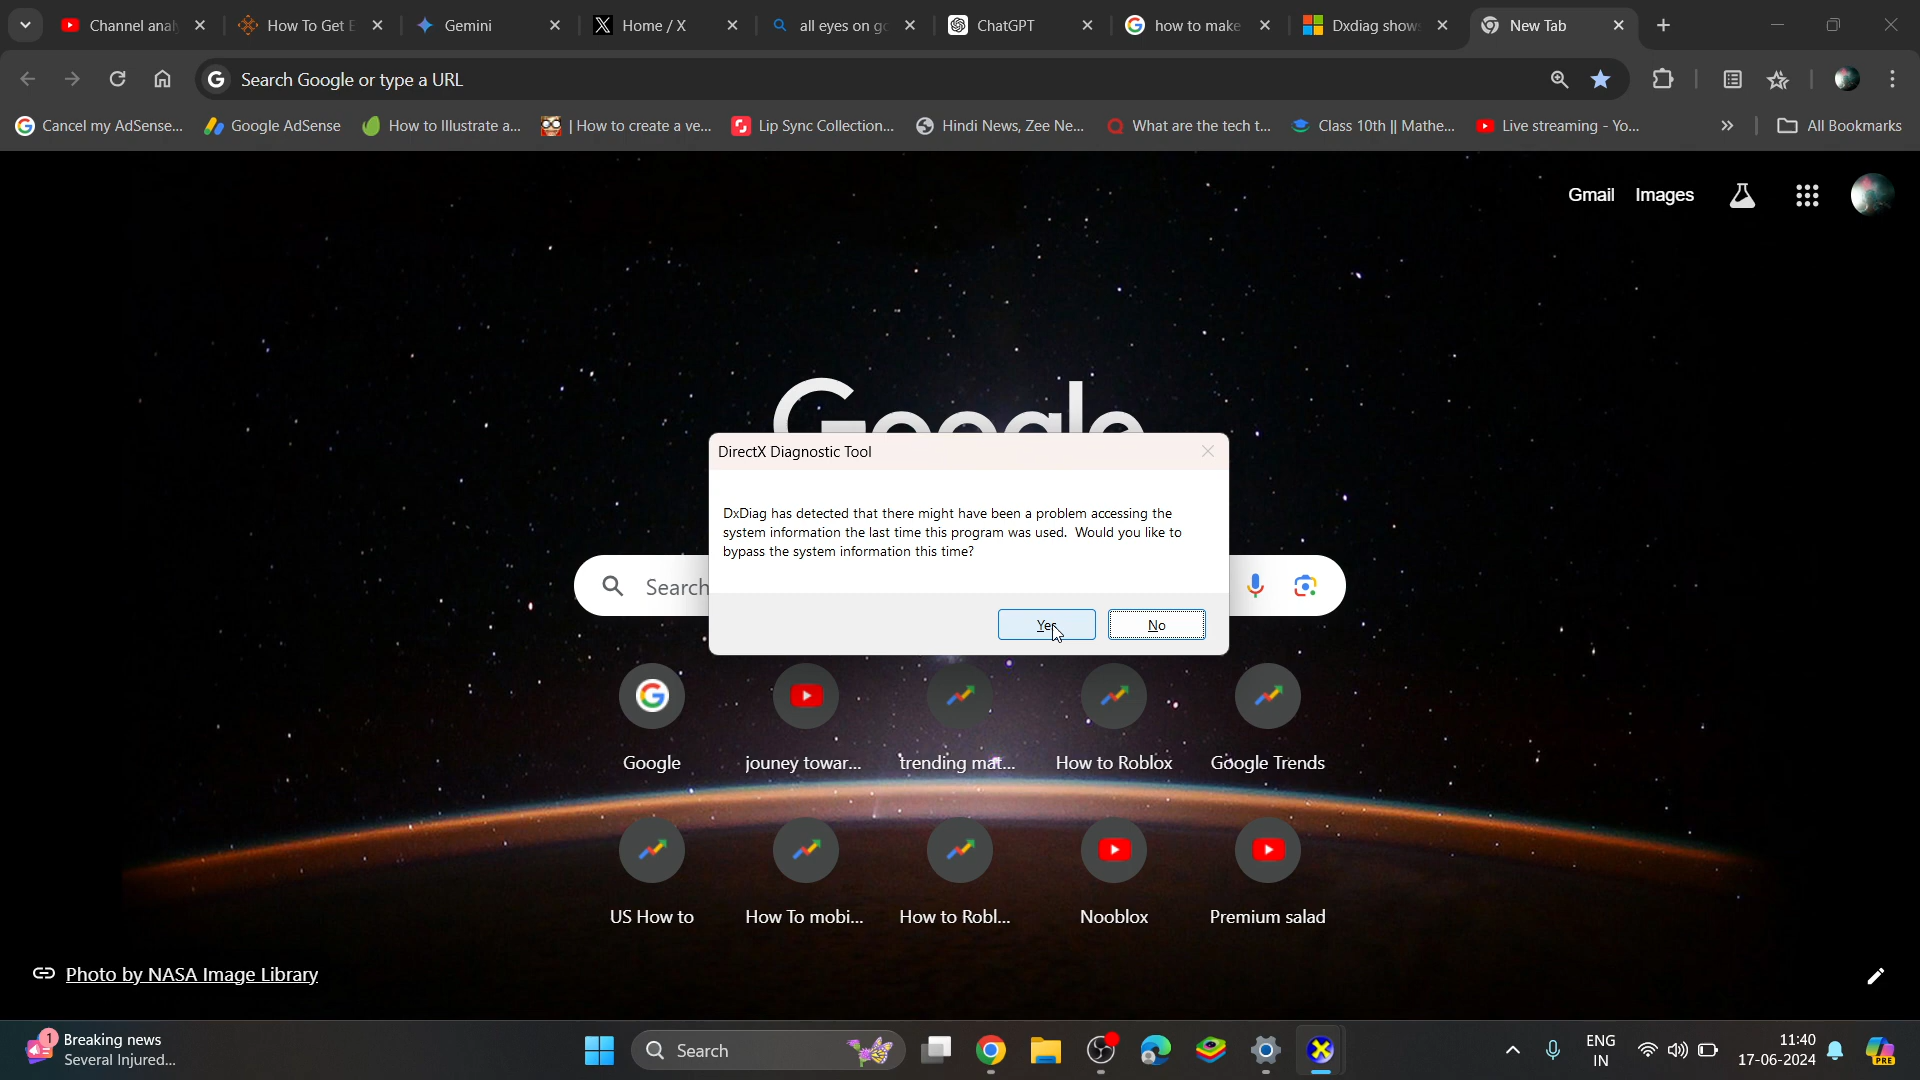 Channel anal
How To Get E
Gemini
Home / X
all eyes on go
ChatGPT
how to make
Dxdiag show
New Tab
Search Google or type a URL
Cancel my AdSense...
Google AdSense
How to Illustrate a...
| How to create a ve...
Lip Sync Collection...
Hindi News, Zee Ne...
What are the tech t...
Class 10th || Mathe...
Live streaming - Yo...
All Bookmarks
Gmail
Images
Google
DirectX Diagnostic Tool
DxDiag has detected that there might have been a problem accessing the
system information the last time this program was used. Would you like to
bypass the system information this time?
Search
Yes
No
Google
jouney towar...
trending mat...
How to Roblox
Google Trends
US How to
How To mobi...
How to Robl...
Nooblox
Premium salad
Photo by NASA Image Library
1
Breaking news
Several Injured...
Search
ENG
IN
11:40
17-06-2024
PRE